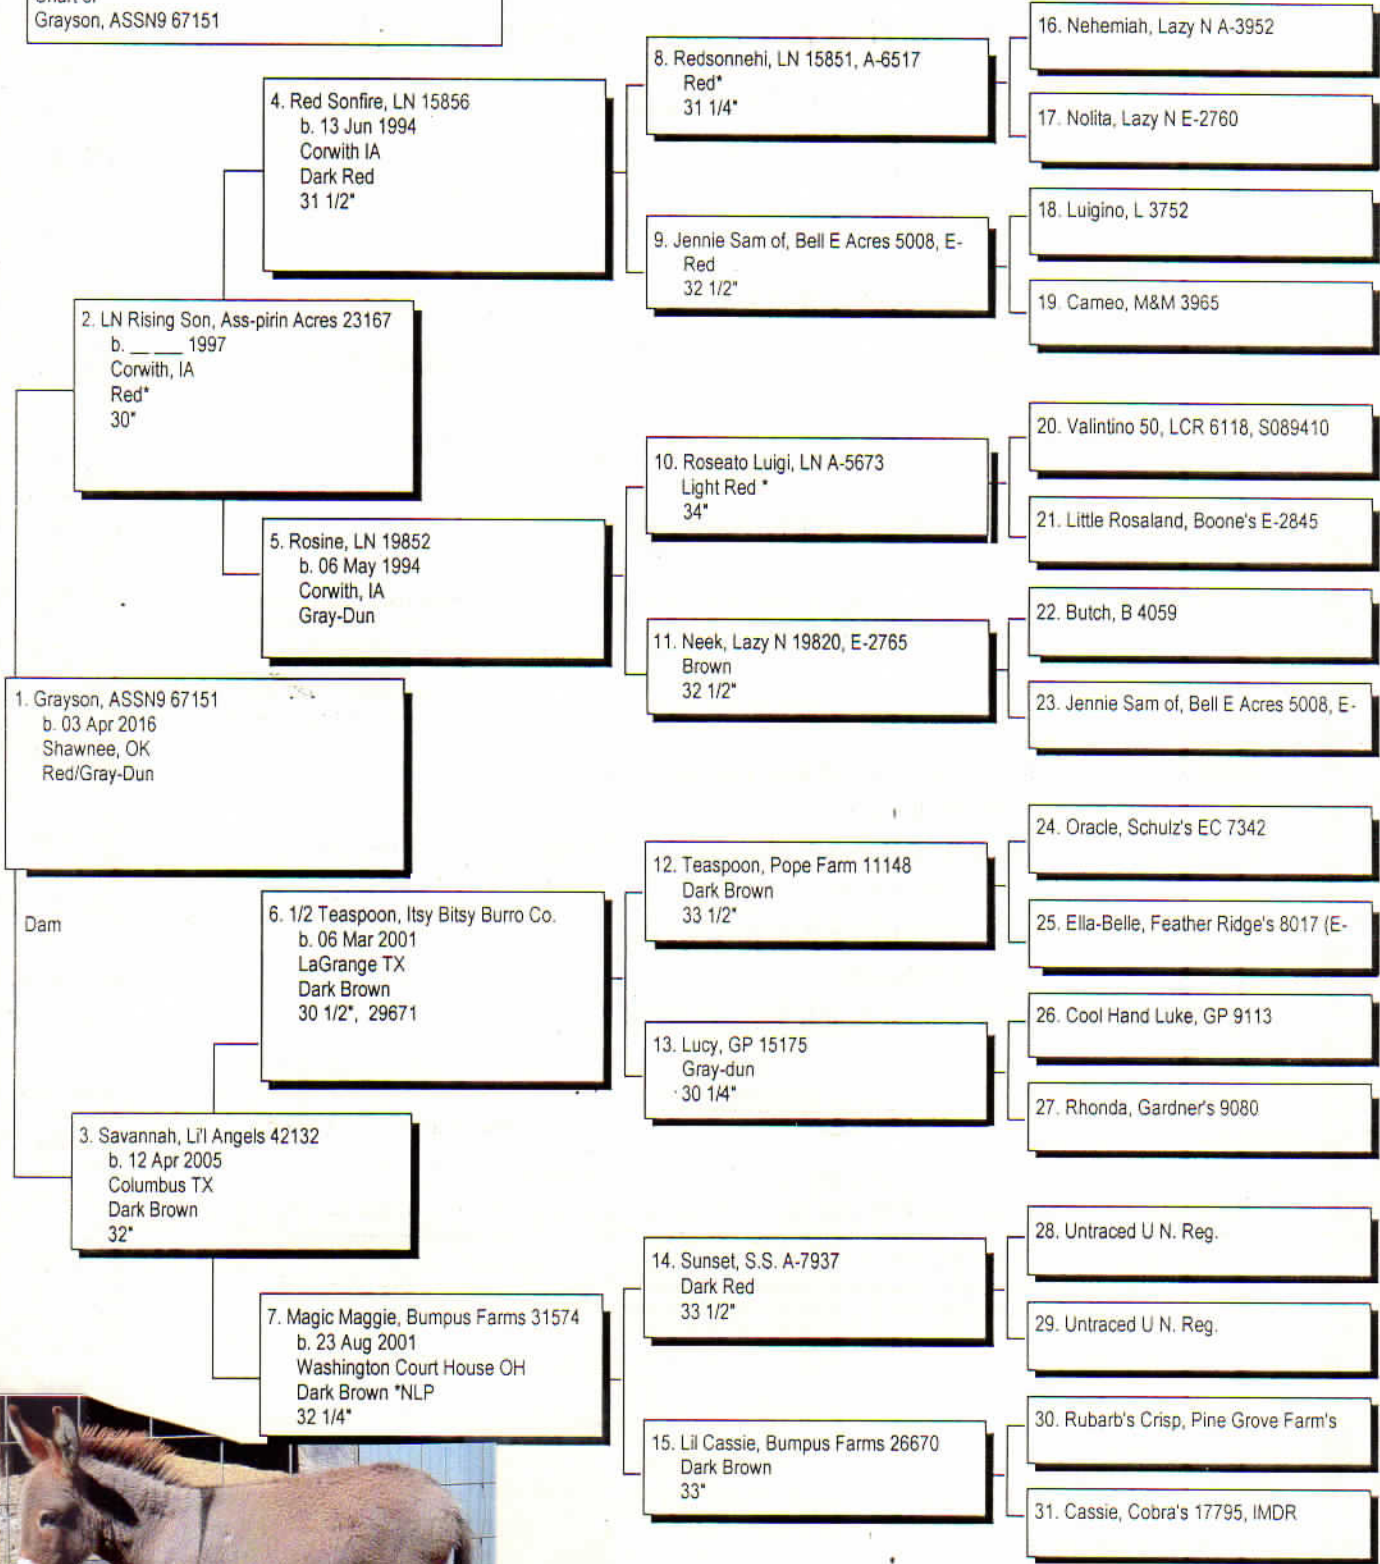 Grayson, ASSN9 67151
1. Grayson, ASSN9 67151
b. 03 Apr 2016
Shawnee, OK
Red/Gray-Dun
Dam
2. LN Rising Son, Ass-pirin Acres 23167
b. __ ___ 1997
Corwith, IA
Red*
30"
3. Savannah, Li'l Angels 42132
b. 12 Apr 2005
Columbus TX
Dark Brown
32"
4. Red Sonfire, LN 15856
b. 13 Jun 1994
Corwith IA
Dark Red
31 1/2"
5. Rosine, LN 19852
b. 06 May 1994
Corwith, IA
Gray-Dun
6. 1/2 Teaspoon, Itsy Bitsy Burro Co.
b. 06 Mar 2001
LaGrange TX
Dark Brown
30 1/2", 29671
7. Magic Maggie, Bumpus Farms 31574
b. 23 Aug 2001
Washington Court House OH
Dark Brown *NLP
32 1/4"
8. Redsonnehi, LN 15851, A-6517
Red*
31 1/4"
9. Jennie Sam of, Bell E Acres 5008, E-
Red
32 1/2"
10. Roseato Luigi, LN A-5673
Light Red *
34"
11. Neek, Lazy N 19820, E-2765
Brown
32 1/2"
12. Teaspoon, Pope Farm 11148
Dark Brown
33 1/2"
13. Lucy, GP 15175
Gray-dun
30 1/4"
14. Sunset, S.S. A-7937
Dark Red
33 1/2"
15. Lil Cassie, Bumpus Farms 26670
Dark Brown
33"
16. Nehemiah, Lazy N A-3952
17. Nolita, Lazy N E-2760
18. Luigino, L 3752
19. Cameo, M&M 3965
20. Valintino 50, LCR 6118, S089410
21. Little Rosaland, Boone's E-2845
22. Butch, B 4059
23. Jennie Sam of, Bell E Acres 5008, E-
24. Oracle, Schulz's EC 7342
25. Ella-Belle, Feather Ridge's 8017 (E-
26. Cool Hand Luke, GP 9113
27. Rhonda, Gardner's 9080
28. Untraced U N. Reg.
29. Untraced U N. Reg.
30. Rubarb's Crisp, Pine Grove Farm's
31. Cassie, Cobra's 17795, IMDR